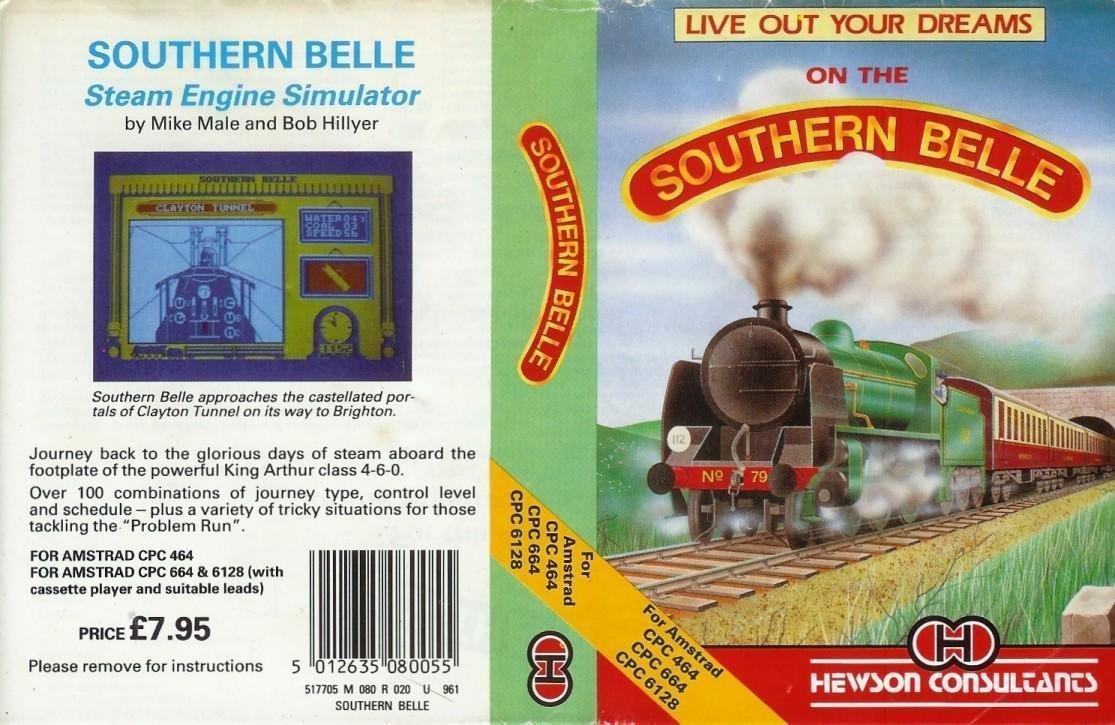 SOUTHERN BELLE
Steam Engine Simulator
by Mike Male and Bob Hillyer
SOUTHERN BELLE
CLAYTON TUNNEL
WATER 04
COAL 03
SPEED 56
Southern Belle approaches the castellated por-
tals of Clayton Tunnel on its way to Brighton.
Journey back to the glorious days of steam aboard the
footplate of the powerful King Arthur class 4-6-0.
Over 100 combinations of journey type, control level
and schedule – plus a variety of tricky situations for those
tackling the "Problem Run".
FOR AMSTRAD CPC 464
FOR AMSTRAD CPC 664 & 6128 (with
cassette player and suitable leads)
PRICE £7.95
Please remove for instructions
5 012635 080055
517705 M 080 R 020 U 961
SOUTHERN BELLE
SOUTHERN BELLE
For
Amstrad
CPC 464
CPC 664
CPC 6128
LIVE OUT YOUR DREAMS
ON THE
SOUTHERN BELLE
112
Nº 79
For Amstrad
CPC 464
CPC 664
CPC 6128
HEWSON CONSULTANTS